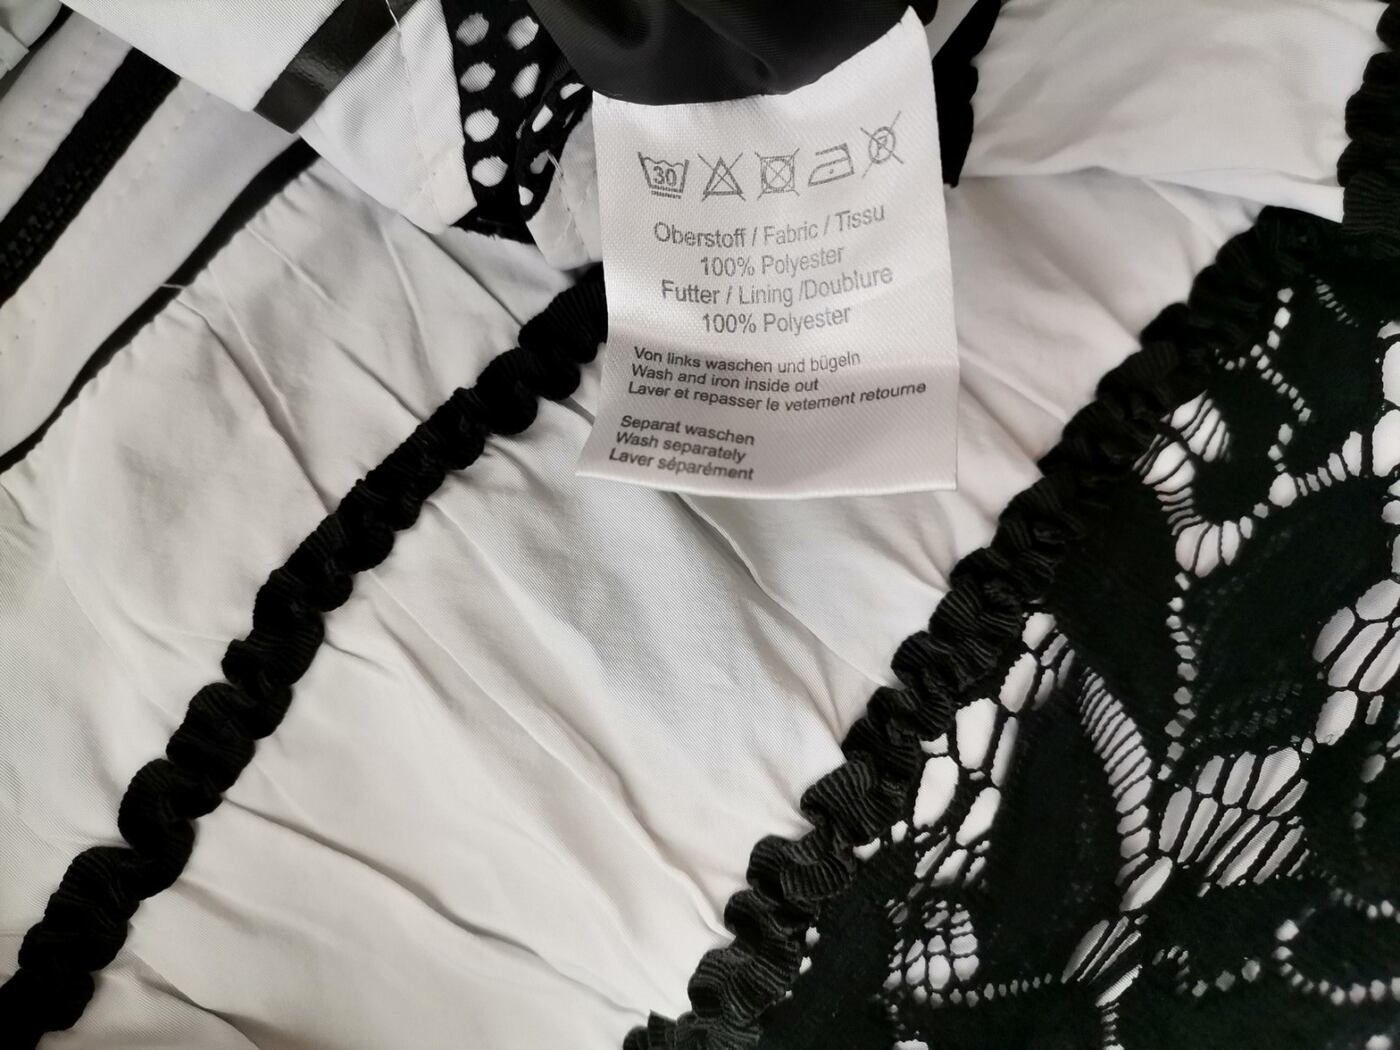 30
Oberstoff / Fabric / Tissu
100% Polyester
Futter / Lining /Doublure
100% Polyester
Von links waschen und bügeln
Wash and iron inside out
Laver et repasser le vetement retourne
Separat waschen
Wash separately
Laver séparément